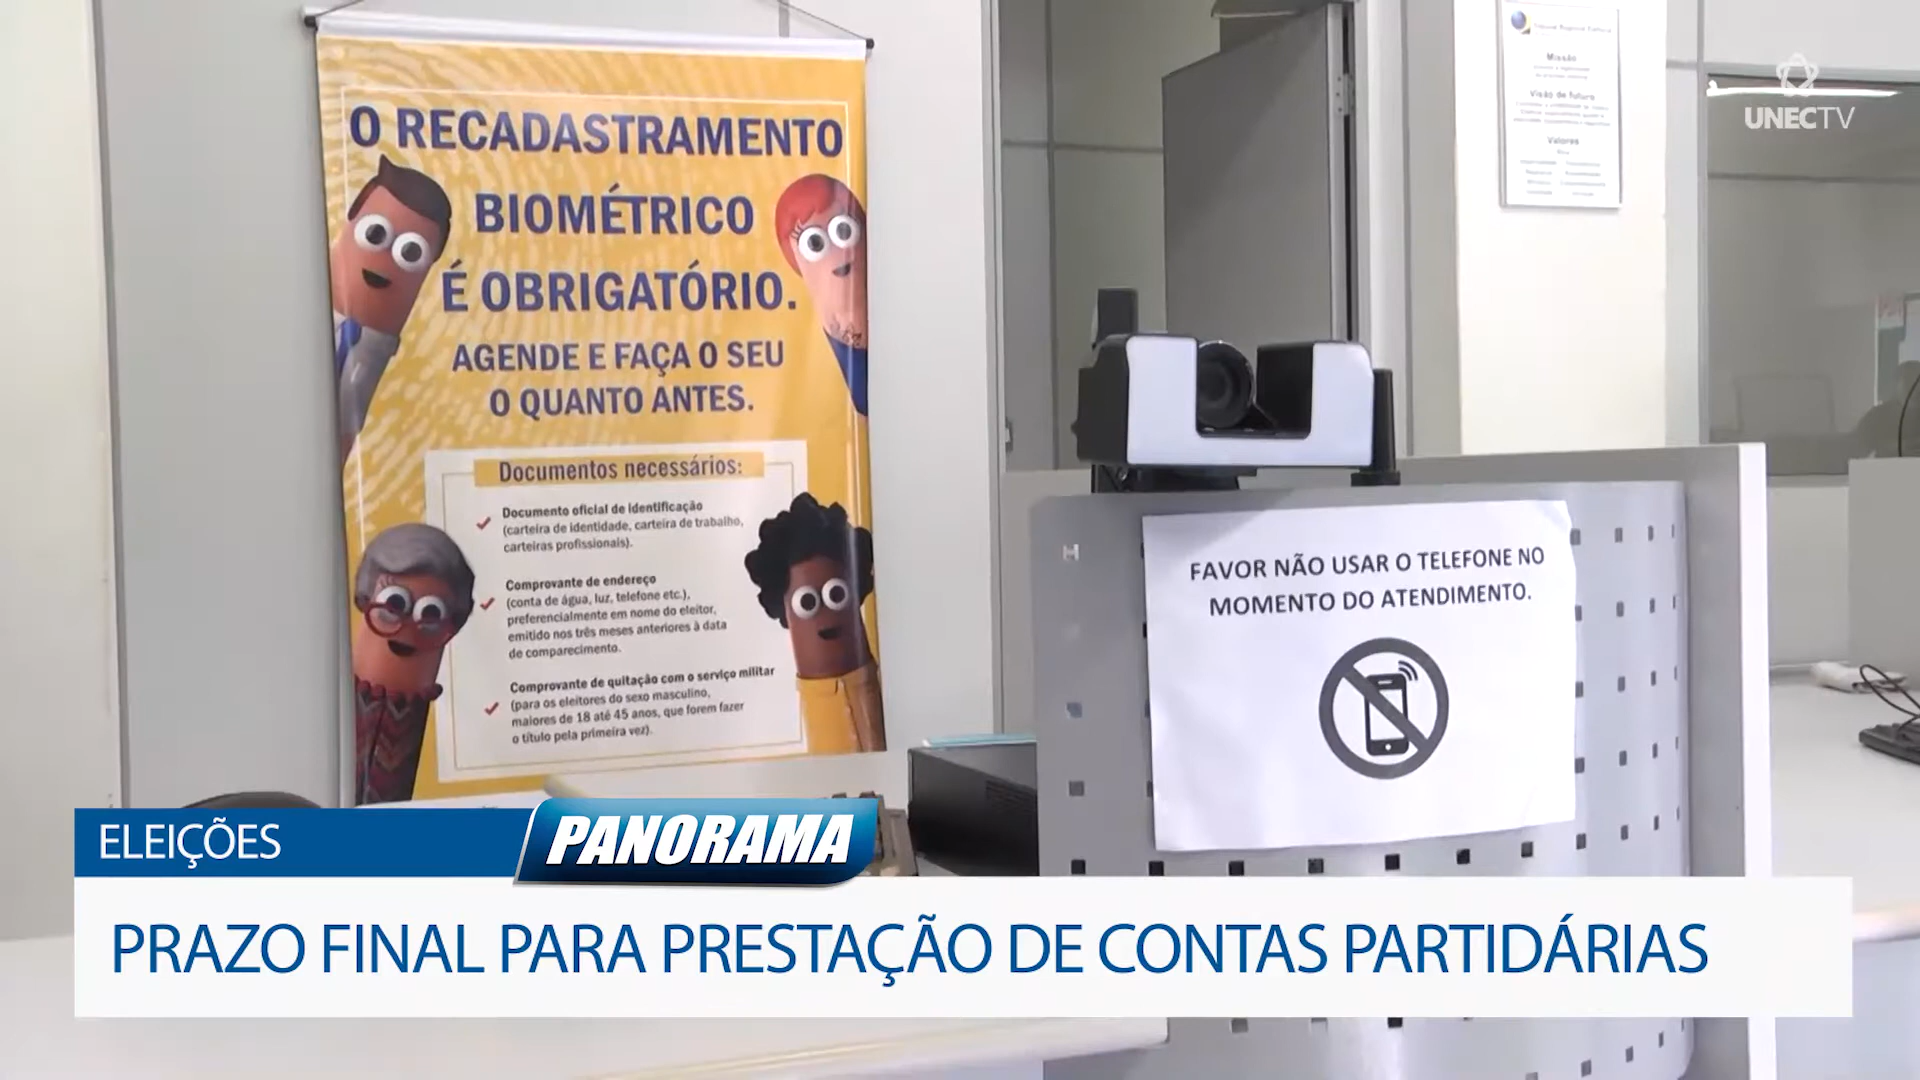 O RECADASTRAMENTO
BIOMÉTRICO
É OBRIGATÓRIO.
AGENDE E FAÇA O SEU
O QUANTO ANTES.
Documentos necessários:
Documento oficial de identificação
(carteira de identidade, carteira de trabalho,
carteiras profissionais).
Comprovante de endereço
(conta de água, luz, telefone etc.),
preferencialmente em nome do eleitor,
emitido nos três meses anteriores à data
de comparecimento.
Comprovante de quitação com o serviço militar
(para os eleitores do sexo masculino,
maiores de 18 até 45 anos, que forem fazer
o título pela primeira vez).
Tribunal Regional Eleitoral
Missão
Visão de futuro
Valores
UNECTV
FAVOR NÃO USAR O TELEFONE NO
MOMENTO DO ATENDIMENTO.
ELEIÇÕES
PANORAMA
PRAZO FINAL PARA PRESTAÇÃO DE CONTAS PARTIDÁRIAS